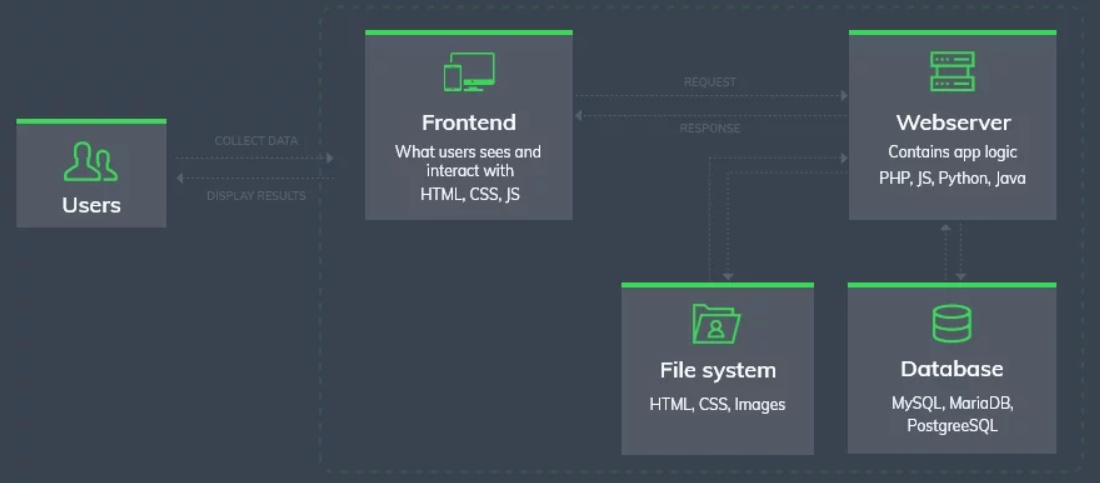 Users
COLLECT DATA
DISPLAY RESULTS
Frontend
What users sees and
interact with
HTML, CSS, JS
REQUEST
RESPONSE
Webserver
Contains app logic
PHP, JS, Python, Java
File system
HTML, CSS, Images
Database
MySQL, MariaDB,
PostgreeSQL